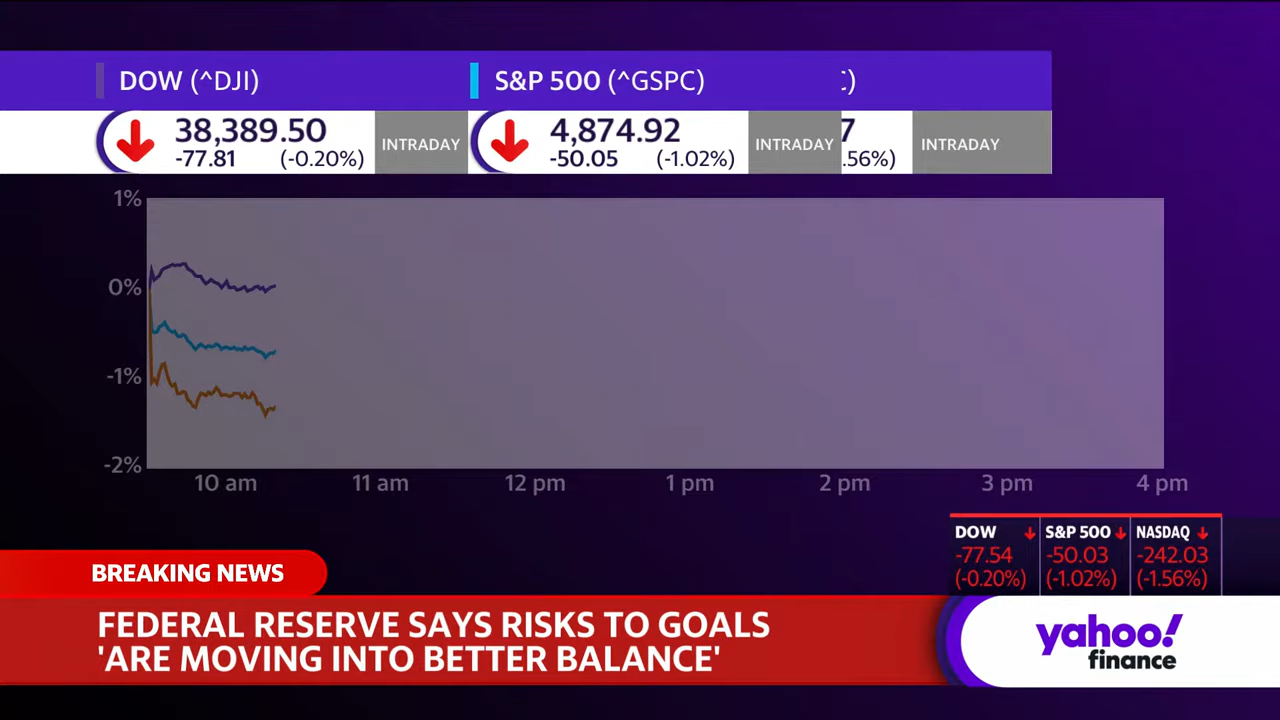 DOW (^DJI)
S&P 500 (^GSPC)
)
38,389.50
-77.81 (-0.20%)
INTRADAY
4,874.92
-50.05 (-1.02%)
INTRADAY
7
.56%)
INTRADAY
1%
0%
-1%
-2%
10 am 11 am 12 pm 1 pm 2 pm 3 pm 4 pm
DOW
-77.54
(-0.20%)
S&P 500
-50.03
(-1.02%)
NASDAQ
-242.03
(-1.56%)
BREAKING NEWS
FEDERAL RESERVE SAYS RISKS TO GOALS
'ARE MOVING INTO BETTER BALANCE'
yahoo!
finance